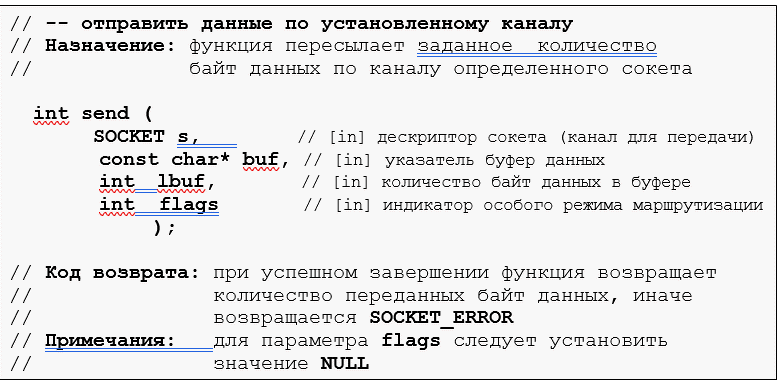 // -- отправить данные по установленному каналу
// Назначение: функция пересылает заданное количество
// байт данных по каналу определенного сокета
int send (
SOCKET s, // [in] дескриптор сокета (канал для передачи)
const char* buf, // [in] указатель буфер данных
int lbuf, // [in] количество байт данных в буфере
int flags // [in] индикатор особого режима маршрутизации
);
// Код возврата: при успешном завершении функция возвращает
// количество переданных байт данных, иначе
// возвращается SOCKET_ERROR
// Примечания: для параметра flags следует установить
// значение NULL